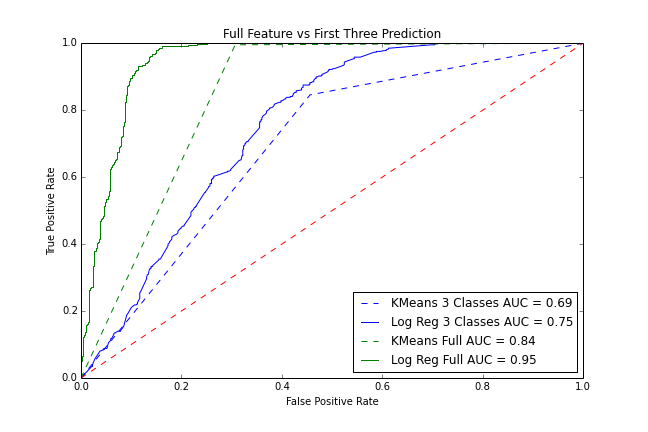 Full Feature vs First Three Prediction
True Positive Rate
1.0
0.8
0.6
0.4
0.2
0.0
KMeans 3 Classes AUC = 0.69
Log Reg 3 Classes AUC = 0.75
KMeans Full AUC = 0.84
Log Reg Full AUC = 0.95
0.0 0.2 0.4 0.6 0.8 1.0
False Positive Rate